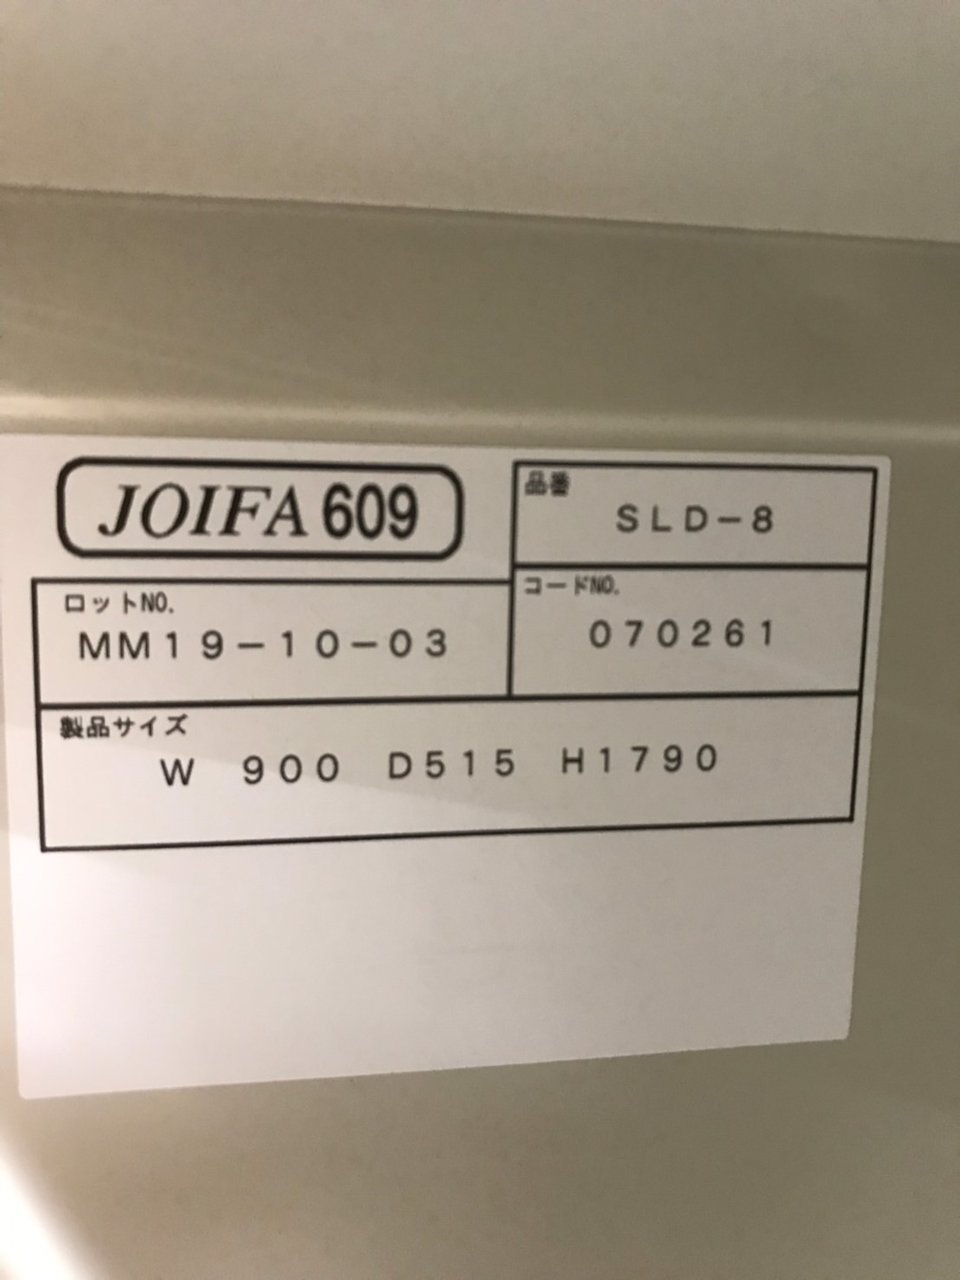 JOIFA 609
品番
SLD-8
ロットNO.
MM19-10-03
コードNO.
070261
製品サイズ
W 900 D515 H1790